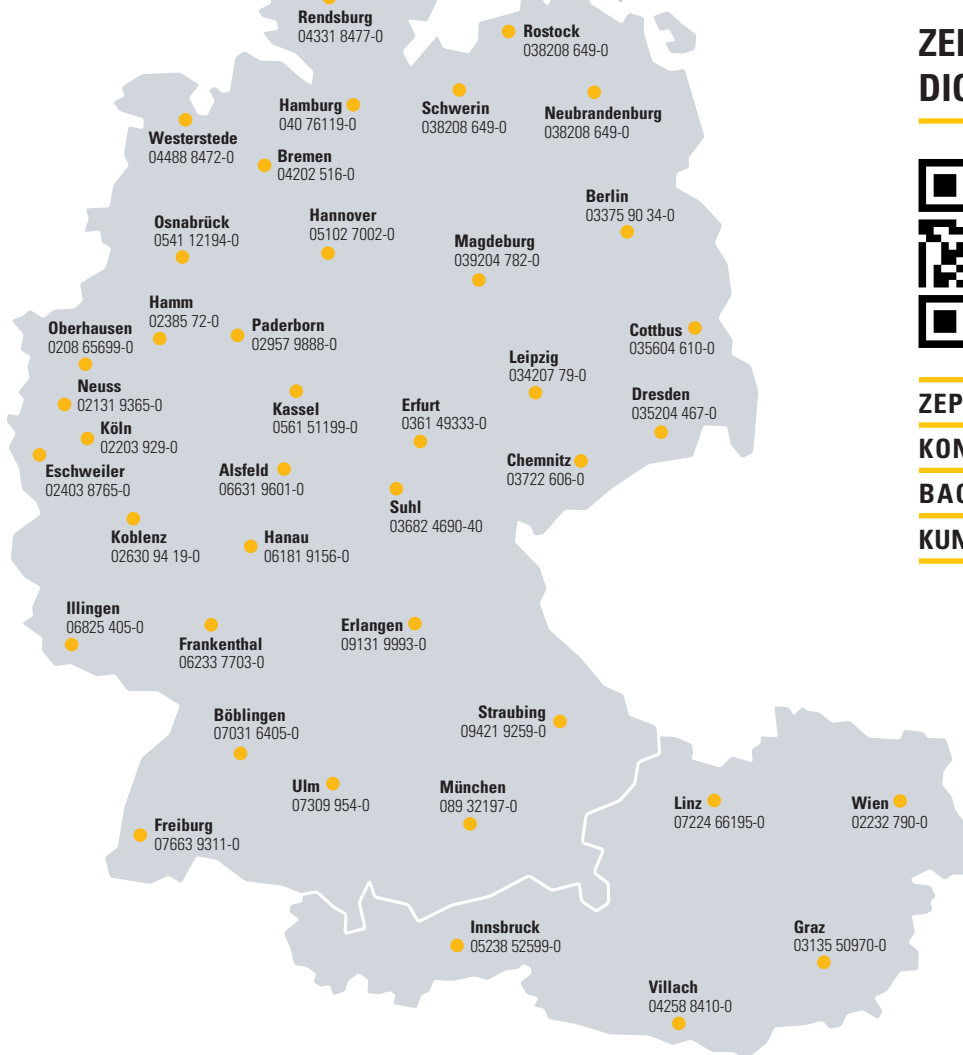 Rendsburg
04331 8477-0
Rostock
038208 649-0
Hamburg
040 76119-0
Schwerin
038208 649-0
Neubrandenburg
038208 649-0
Westerstede
04488 8472-0
Bremen
04202 516-0
Berlin
03375 90 34-0
Osnabrück
0541 12194-0
Hannover
05102 7002-0
Magdeburg
039204 782-0
Hamm
02385 72-0
Oberhausen
0208 65699-0
Paderborn
02957 9888-0
Cottbus
035604 610-0
Leipzig
034207 79-0
Neuss
02131 9365-0
Kassel
0561 51199-0
Erfurt
0361 49333-0
Dresden
035204 467-0
Köln
02203 929-0
Eschweiler
02403 8765-0
Alsfeld
06631 9601-0
Chemnitz
03722 606-0
Suhl
03682 4690-40
Koblenz
02630 94 19-0
Hanau
06181 9156-0
Illingen
06825 405-0
Frankenthal
06233 7703-0
Erlangen
09131 9993-0
Böblingen
07031 6405-0
Straubing
09421 9259-0
Ulm
07309 954-0
München
089 32197-0
Linz
07224 66195-0
Wien
02232 790-0
Freiburg
07663 9311-0
Innsbruck
05238 52599-0
Graz
03135 50970-0
Villach
04258 8410-0
ZEP
KON
BAG
KUN